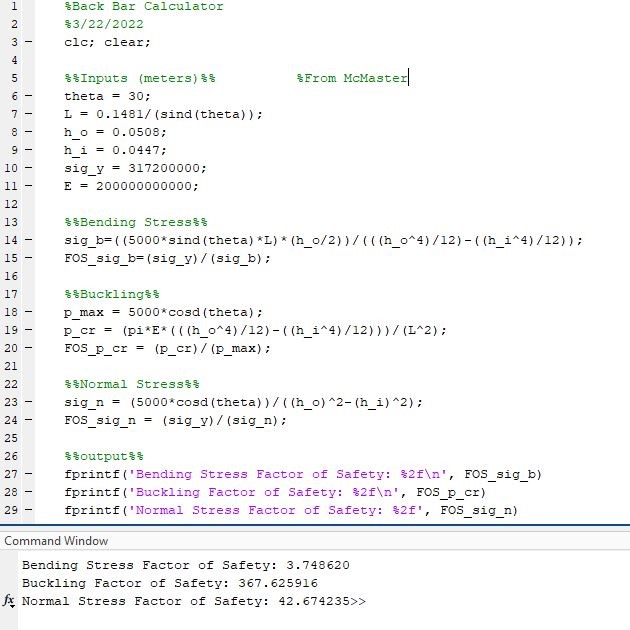 1 %Back Bar Calculator
2 %3/22/2022
3 – clc; clear;
4
5 %%Inputs (meters)%% %From McMaster
6 – theta = 30;
7 – L = 0.1481/(sind(theta));
8 – h_o = 0.0508;
9 – h_i = 0.0447;
10 – sig_y = 317200000;
11 – E = 200000000000;
12
13 %%Bending Stress%%
14 – sig_b=((5000*sind(theta)*L)*(h_o/2))/(((h_o^4)/12)-((h_i^4)/12));
15 – FOS_sig_b=(sig_y)/(sig_b);
16
17 %%Buckling%%
18 – p_max = 5000*cosd(theta);
19 – p_cr = (pi*E*(((h_o^4)/12)-((h_i^4)/12)))/(L^2);
20 – FOS_p_cr = (p_cr)/(p_max);
21
22 %%Normal Stress%%
23 – sig_n = (5000*cosd(theta))/((h_o)^2-(h_i)^2);
24 – FOS_sig_n = (sig_y)/(sig_n);
25
26 %%output%%
27 – fprintf('Bending Stress Factor of Safety: %2f\n', FOS_sig_b)
28 – fprintf('Buckling Factor of Safety: %2f\n', FOS_p_cr)
29 – fprintf('Normal Stress Factor of Safety: %2f', FOS_sig_n)
Command Window
Bending Stress Factor of Safety: 3.748620
Buckling Factor of Safety: 367.625916
fx Normal Stress Factor of Safety: 42.674235>>